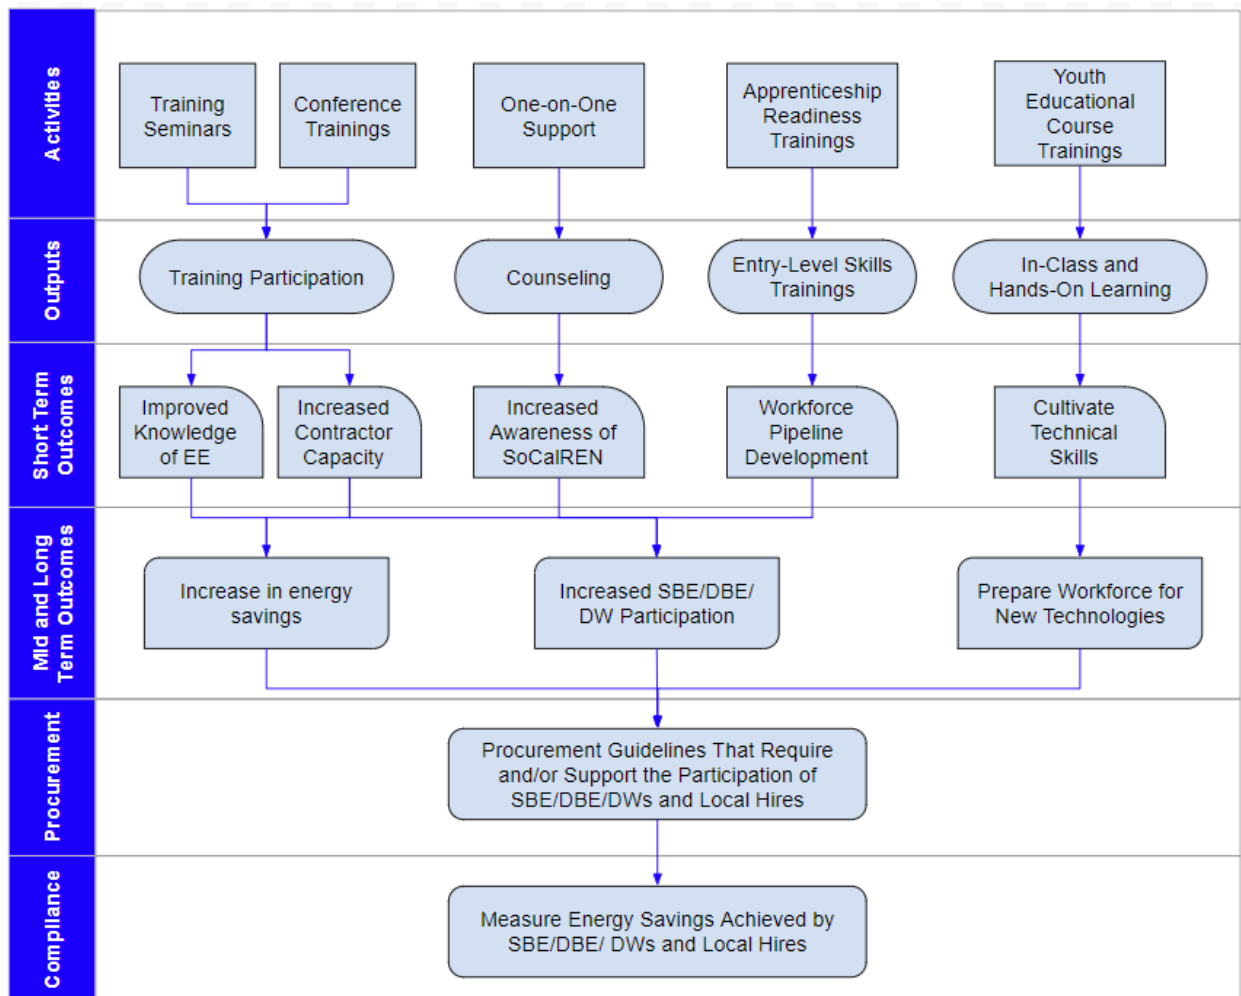 Activities
Training
Seminars
Conference
Trainings
One-on-One
Support
Apprenticeship
Readiness
Trainings
Youth
Educational
Course
Trainings
Outputs
Training Participation
Counseling
Entry-Level Skills
Trainings
In-Class and
Hands-On Learning
Short Term
Outcomes
Improved
Knowledge
of EE
Increased
Contractor
Capacity
Increased
Awareness of
SoCalREN
Workforce
Pipeline
Development
Cultivate
Technical
Skills
Mid and Long
Term Outcomes
Increase in energy
savings
Increased SBE/DBE/
DW Participation
Prepare Workforce for
New Technologies
Procurement
Procurement Guidelines That Require
and/or Support the Participation of
SBE/DBE/DWs and Local Hires
Compliance
Measure Energy Savings Achieved by
SBE/DBE/ DWs and Local Hires